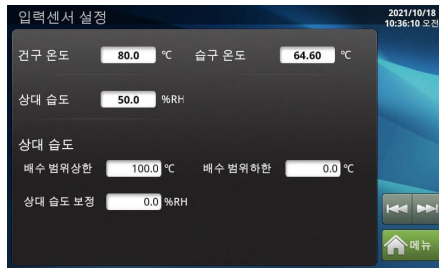 입력센서 설정
2021/10/18
10:36:10 오전
건구 온도 80.0 ℃ 습구 온도 64.60 ℃
상대 습도 50.0 %RH
상대 습도
배수 범위상한 100.0 ℃ 배수 범위하한 0.0 ℃
상대 습도 보정 0.0 %RH
메뉴